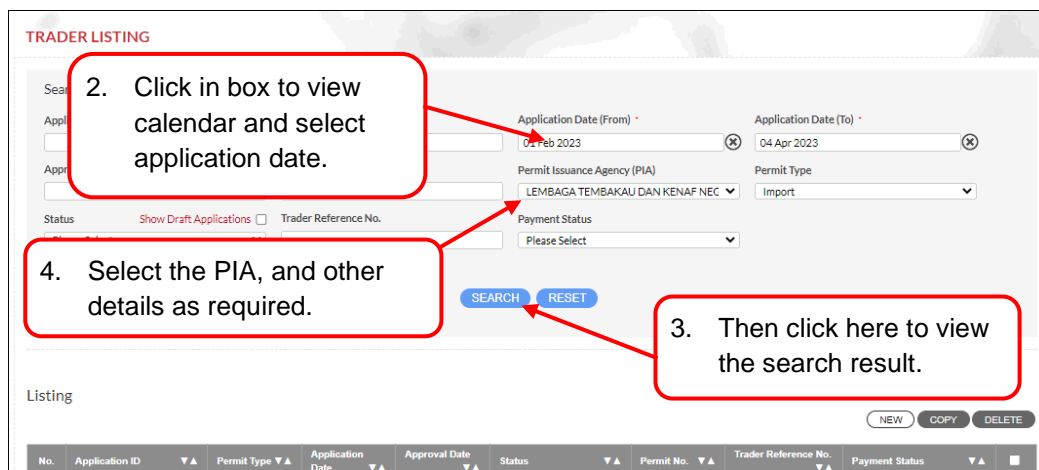 TRADER LISTING
2. Click in box to view
calendar and select
application date.
Application Date (From) *
Application Date (To) *
01 Feb 2023
04 Apr 2023
Permit Issuance Agency (PIA)
Permit Type
LEMBAGA TEMBAKAU DAN KENAF NEG
Import
Status
Show Draft Applications
Trader Reference No.
Payment Status
Please Select
4. Select the PIA, and other
details as required.
SEARCH
RESET
3. Then click here to view
the search result.
Listing
NEW
COPY
DELETE
No. Application ID ▼▲ Permit Type ▼▲ Application Date ▼▲ Approval Date ▼▲ Status ▼▲ Permit No. ▼▲ Trader Reference No. ▼▲ Payment Status ▼▲